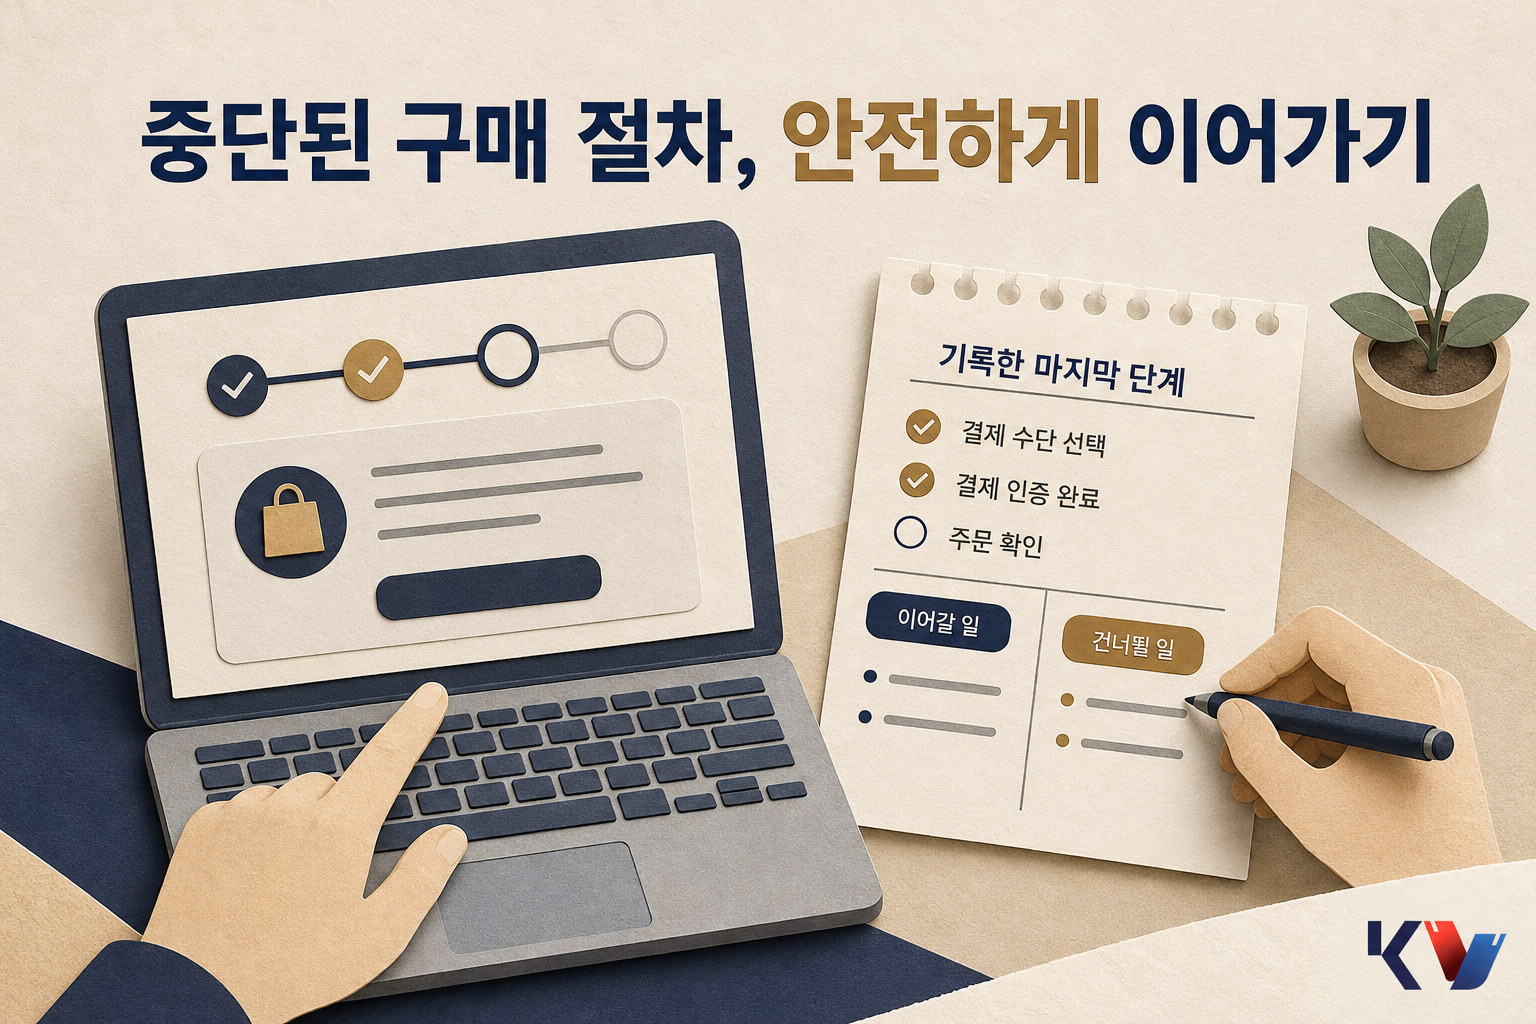 중단된 구매 절차, 안전하게 이어가기
기록한 마지막 단계
결제 수단 선택
결제 인증 완료
주문 확인
이어갈 일
건너뛸 일
KV